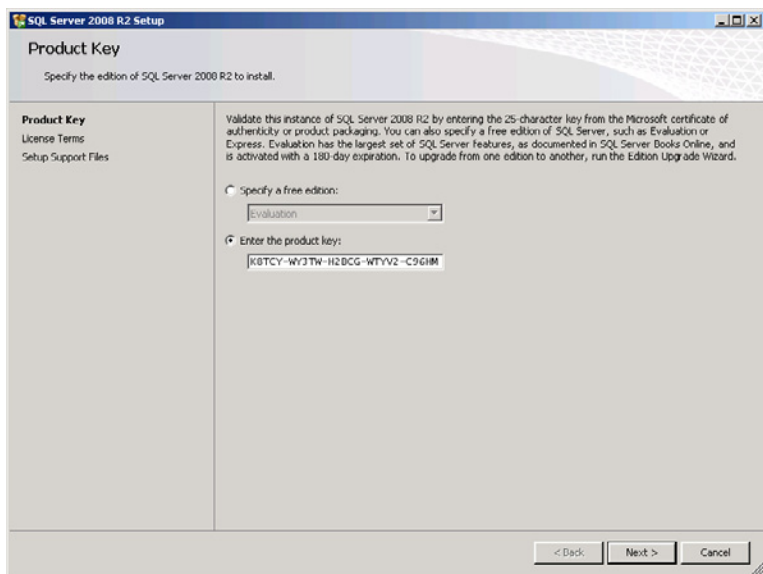 SQL Server 2008 R2 Setup
Product Key
Specify the edition of SQL Server 2008 R2 to install.
Product Key
License Terms
Setup Support Files
Validate this instance of SQL Server 2008 R2 by entering the 25-character key from the Microsoft certificate of
authenticity or product packaging. You can also specify a free edition of SQL Server, such as Evaluation or
Express. Evaluation has the largest set of SQL Server features, as documented in SQL Server Books Online, and
is activated with a 180-day expiration. To upgrade from one edition to another, run the Edition Upgrade Wizard.
Specify a free edition:
Evaluation
Enter the product key:
K8TCY-WY3TW-H2BCG-WTYV2-C96HM
< Back
Next >
Cancel